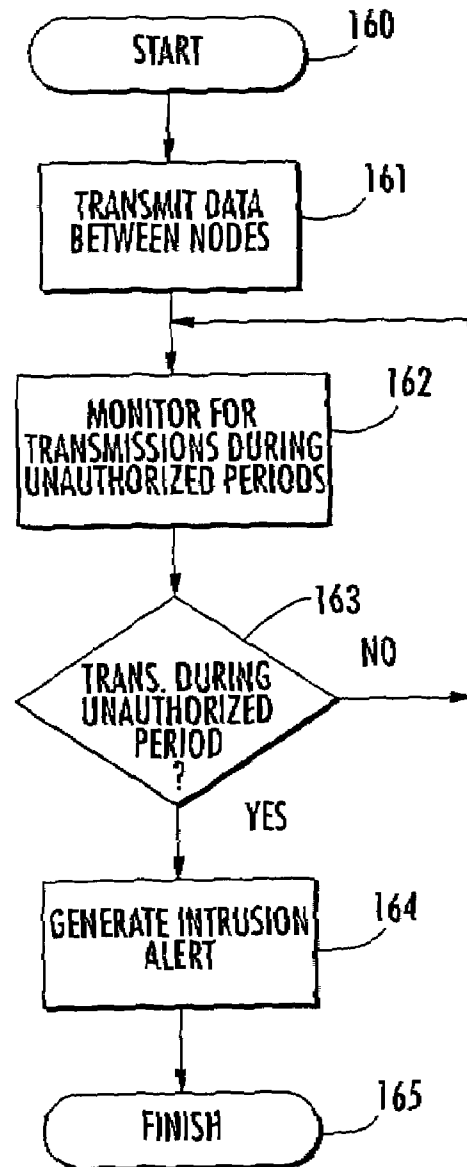 START
160
TRANSMIT DATA
BETWEEN NODES
161
MONITOR FOR
TRANSMISSIONS DURING
UNAUTHORIZED PERIODS
162
163
TRANS. DURING
UNAUTHORIZED
PERIOD
?
NO
YES
GENERATE INTRUSION
ALERT
164
FINISH
165